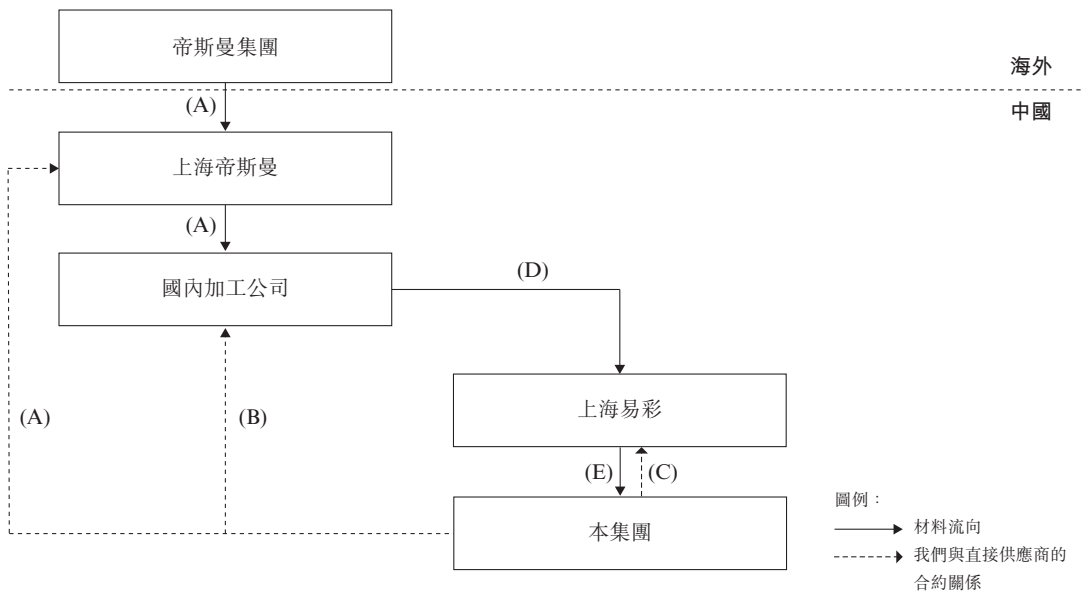 帝斯曼集團
海外
(A)
中國
上海帝斯曼
(A)
國內加工公司
(D)
上海易彩
(A)
(B)
(E)
(C)
本集團
圖例：
材料流向
我們與直接供應商的
合約關係